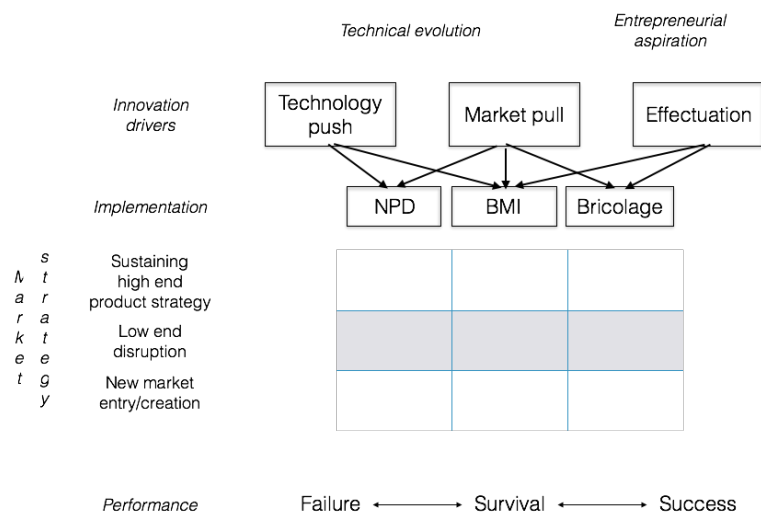 Technical evolution
Entrepreneurial
aspiration
Innovation
drivers
Technology
push
Market pull
Effectuation
Implementation
NPD
BMI
Bricolage
Market
strategy
Sustaining
high end
product strategy
Low end
disruption
New market
entry/creation
Performance
Failure
Survival
Success